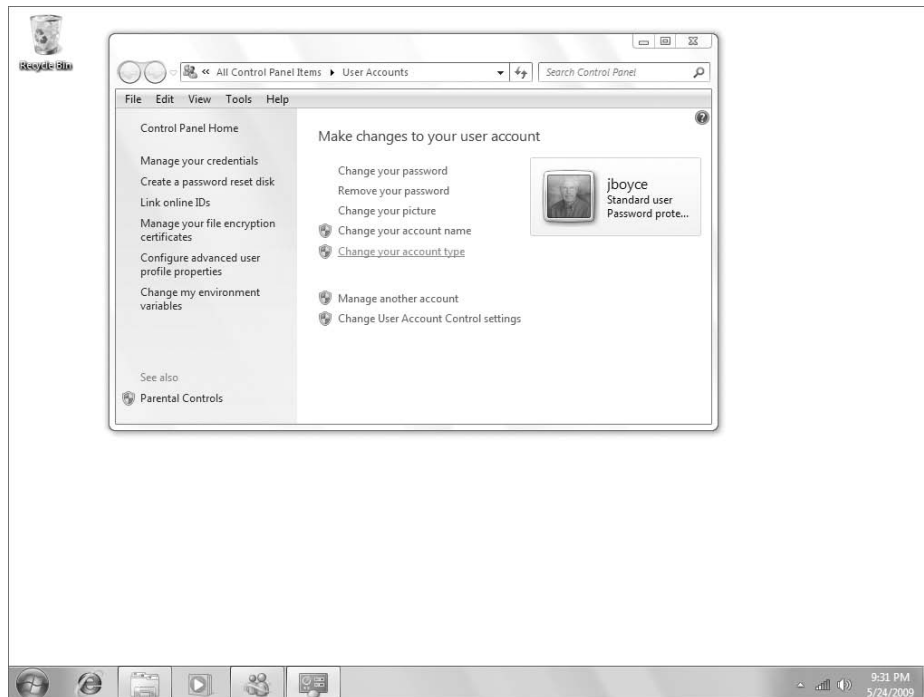 Recycle Bin
« All Control Panel Items ▸ User Accounts
Search Control Panel
File Edit View Tools Help
Control Panel Home
Manage your credentials
Create a password reset disk
Link online IDs
Manage your file encryption
certificates
Configure advanced user
profile properties
Change my environment
variables
See also
Parental Controls
Make changes to your user account
Change your password
Remove your password
Change your picture
Change your account name
Change your account type
Manage another account
Change User Account Control settings
jboyce
Standard user
Password prote...
9:31 PM
5/24/2009